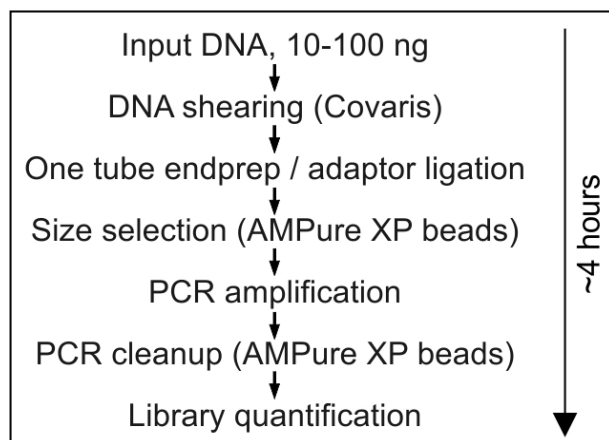 Input DNA, 10-100 ng
DNA shearing (Covaris)
One tube endprep / adaptor ligation
Size selection (AMPure XP beads)
PCR amplification
PCR cleanup (AMPure XP beads)
Library quantification
~4 hours